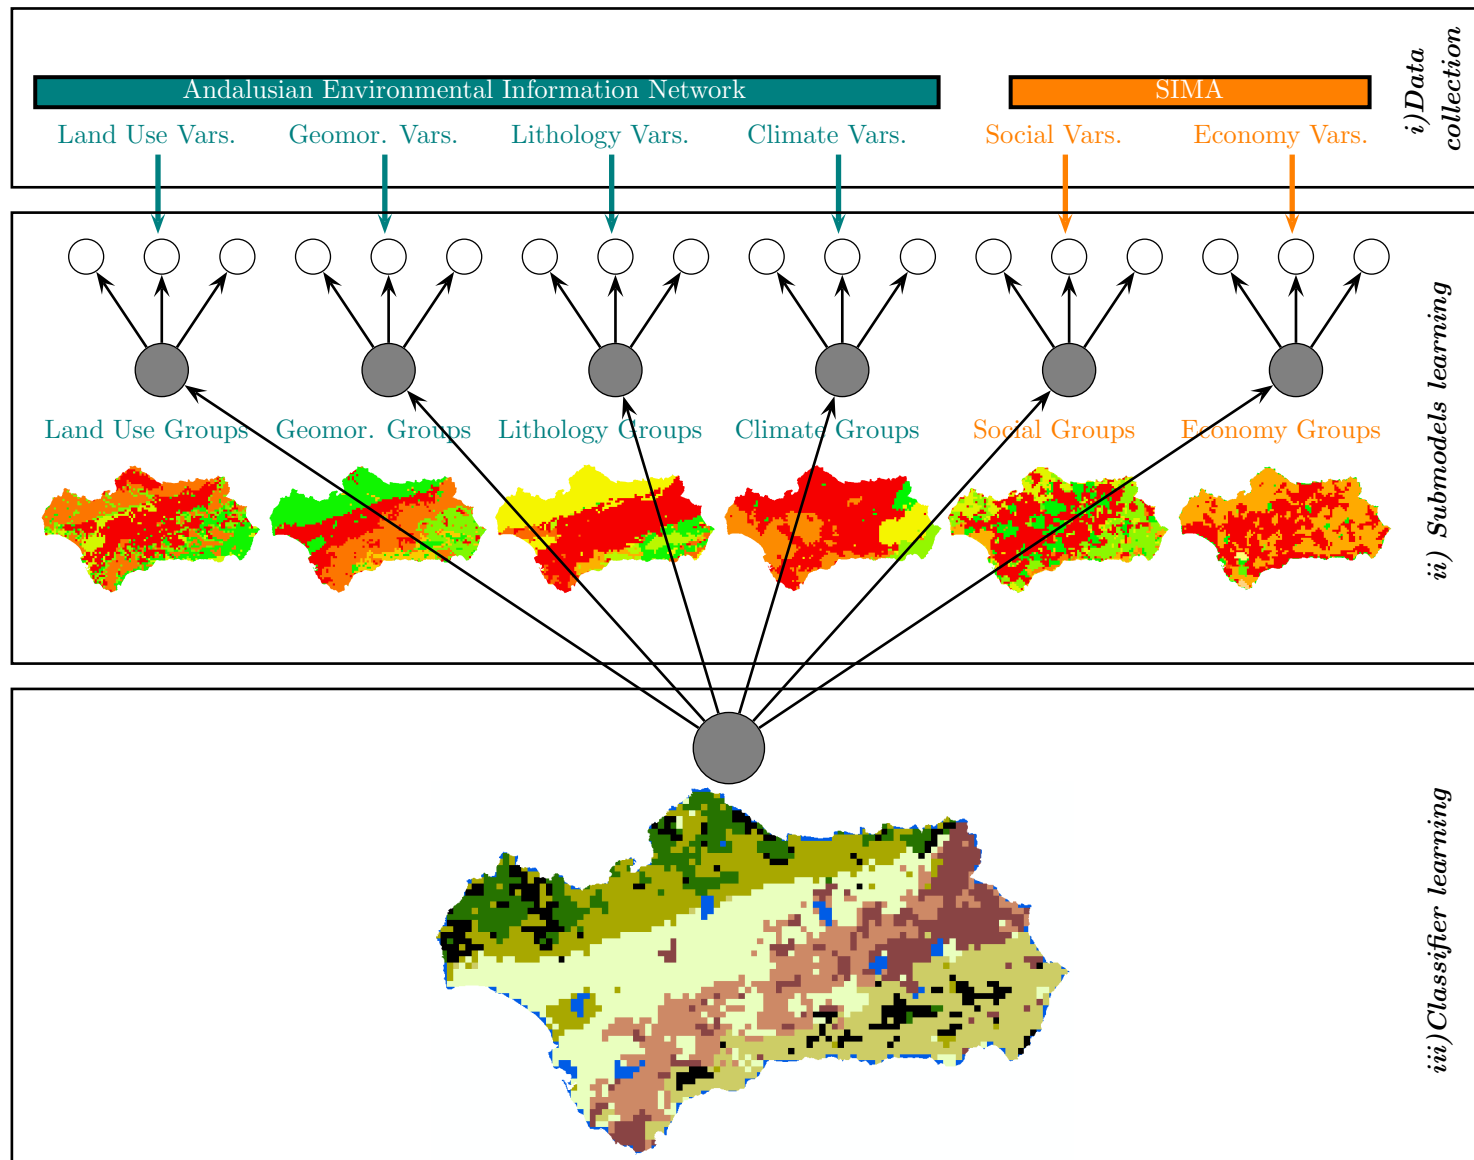 Andalusian Environmental Information Network
SIMA
Land Use Vars.
Geomor. Vars.
Lithology Vars.
Climate Vars.
Social Vars.
Economy Vars.
i)Data
collection
Land Use Groups
Geomor. Groups
Lithology Groups
Climate Groups
Social Groups
Economy Groups
ii) Submodels learning
iii)Classifier learning